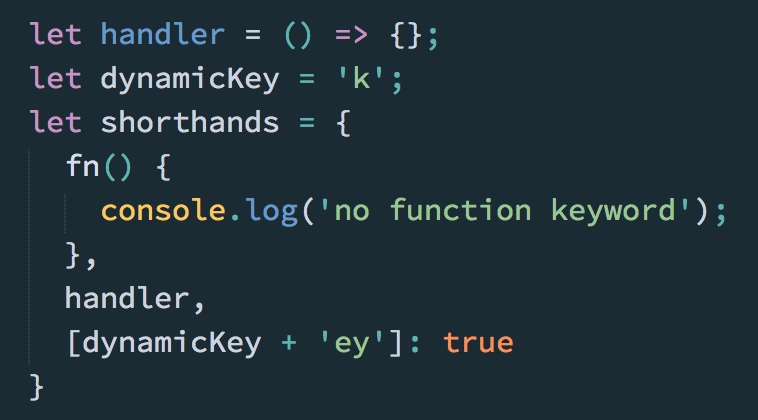 let handler = () => {};
let dynamicKey = 'k';
let shorthands = {
  fn() {
    console.log('no function keyword');
  },
  handler,
  [dynamicKey + 'ey']: true
}